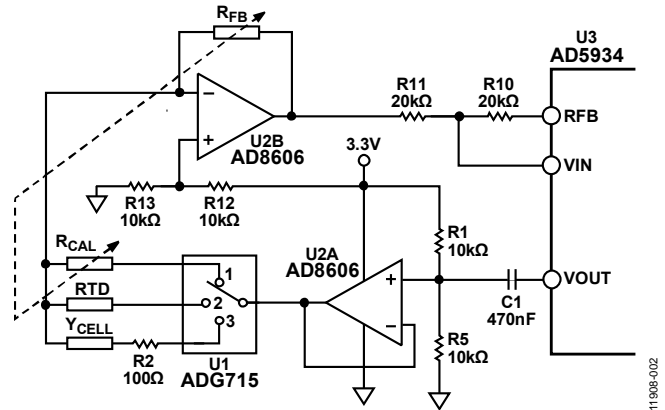 R_FB
U3
AD5934
R11
20kΩ
R10
20kΩ
RFB
–
+
U2B
AD8606
VIN
3.3V
R13
10kΩ
R12
10kΩ
R1
10kΩ
R_CAL
U2A
AD8606
1
+
VOUT
RTD
2
C1
470nF
Y_CELL
3
–
R5
10kΩ
R2
100Ω
U1
ADG715
11908-002